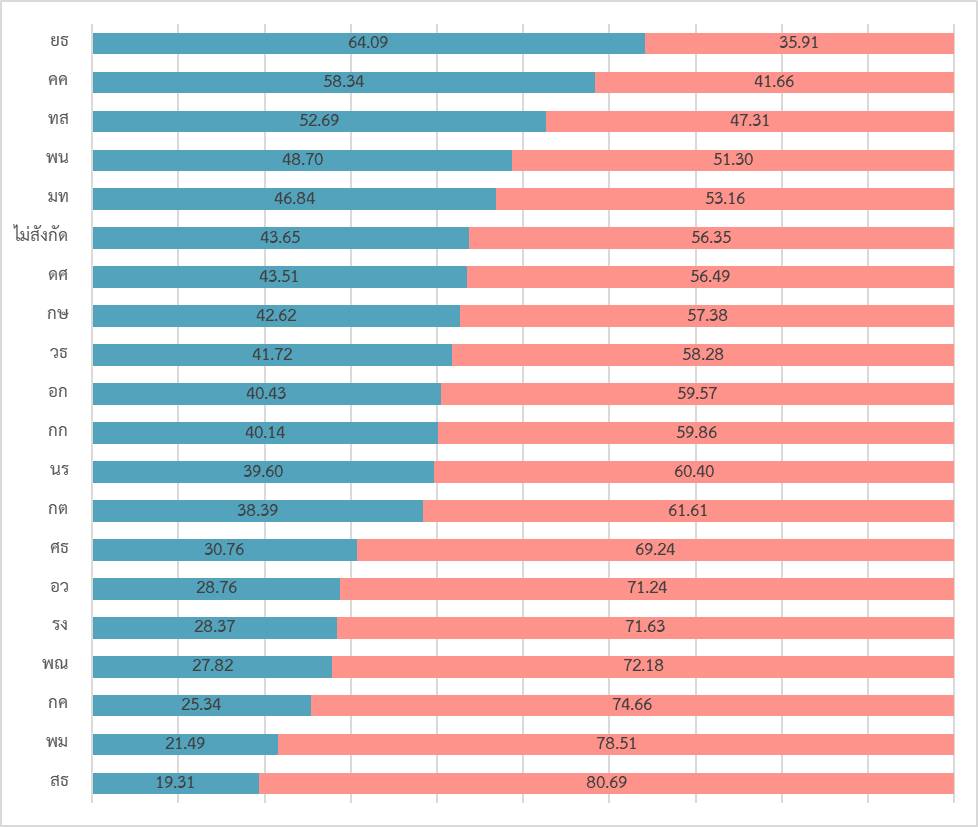 ยธ 64.09 35.91
คค 58.34 41.66
ทส 52.69 47.31
พน 48.70 51.30
มท 46.84 53.16
ไม่สังกัด 43.65 56.35
ดศ 43.51 56.49
กษ 42.62 57.38
วธ 41.72 58.28
อก 40.43 59.57
กก 40.14 59.86
นร 39.60 60.40
กต 38.39 61.61
ศธ 30.76 69.24
อว 28.76 71.24
รง 28.37 71.63
พณ 27.82 72.18
กค 25.34 74.66
พม 21.49 78.51
สธ 19.31 80.69